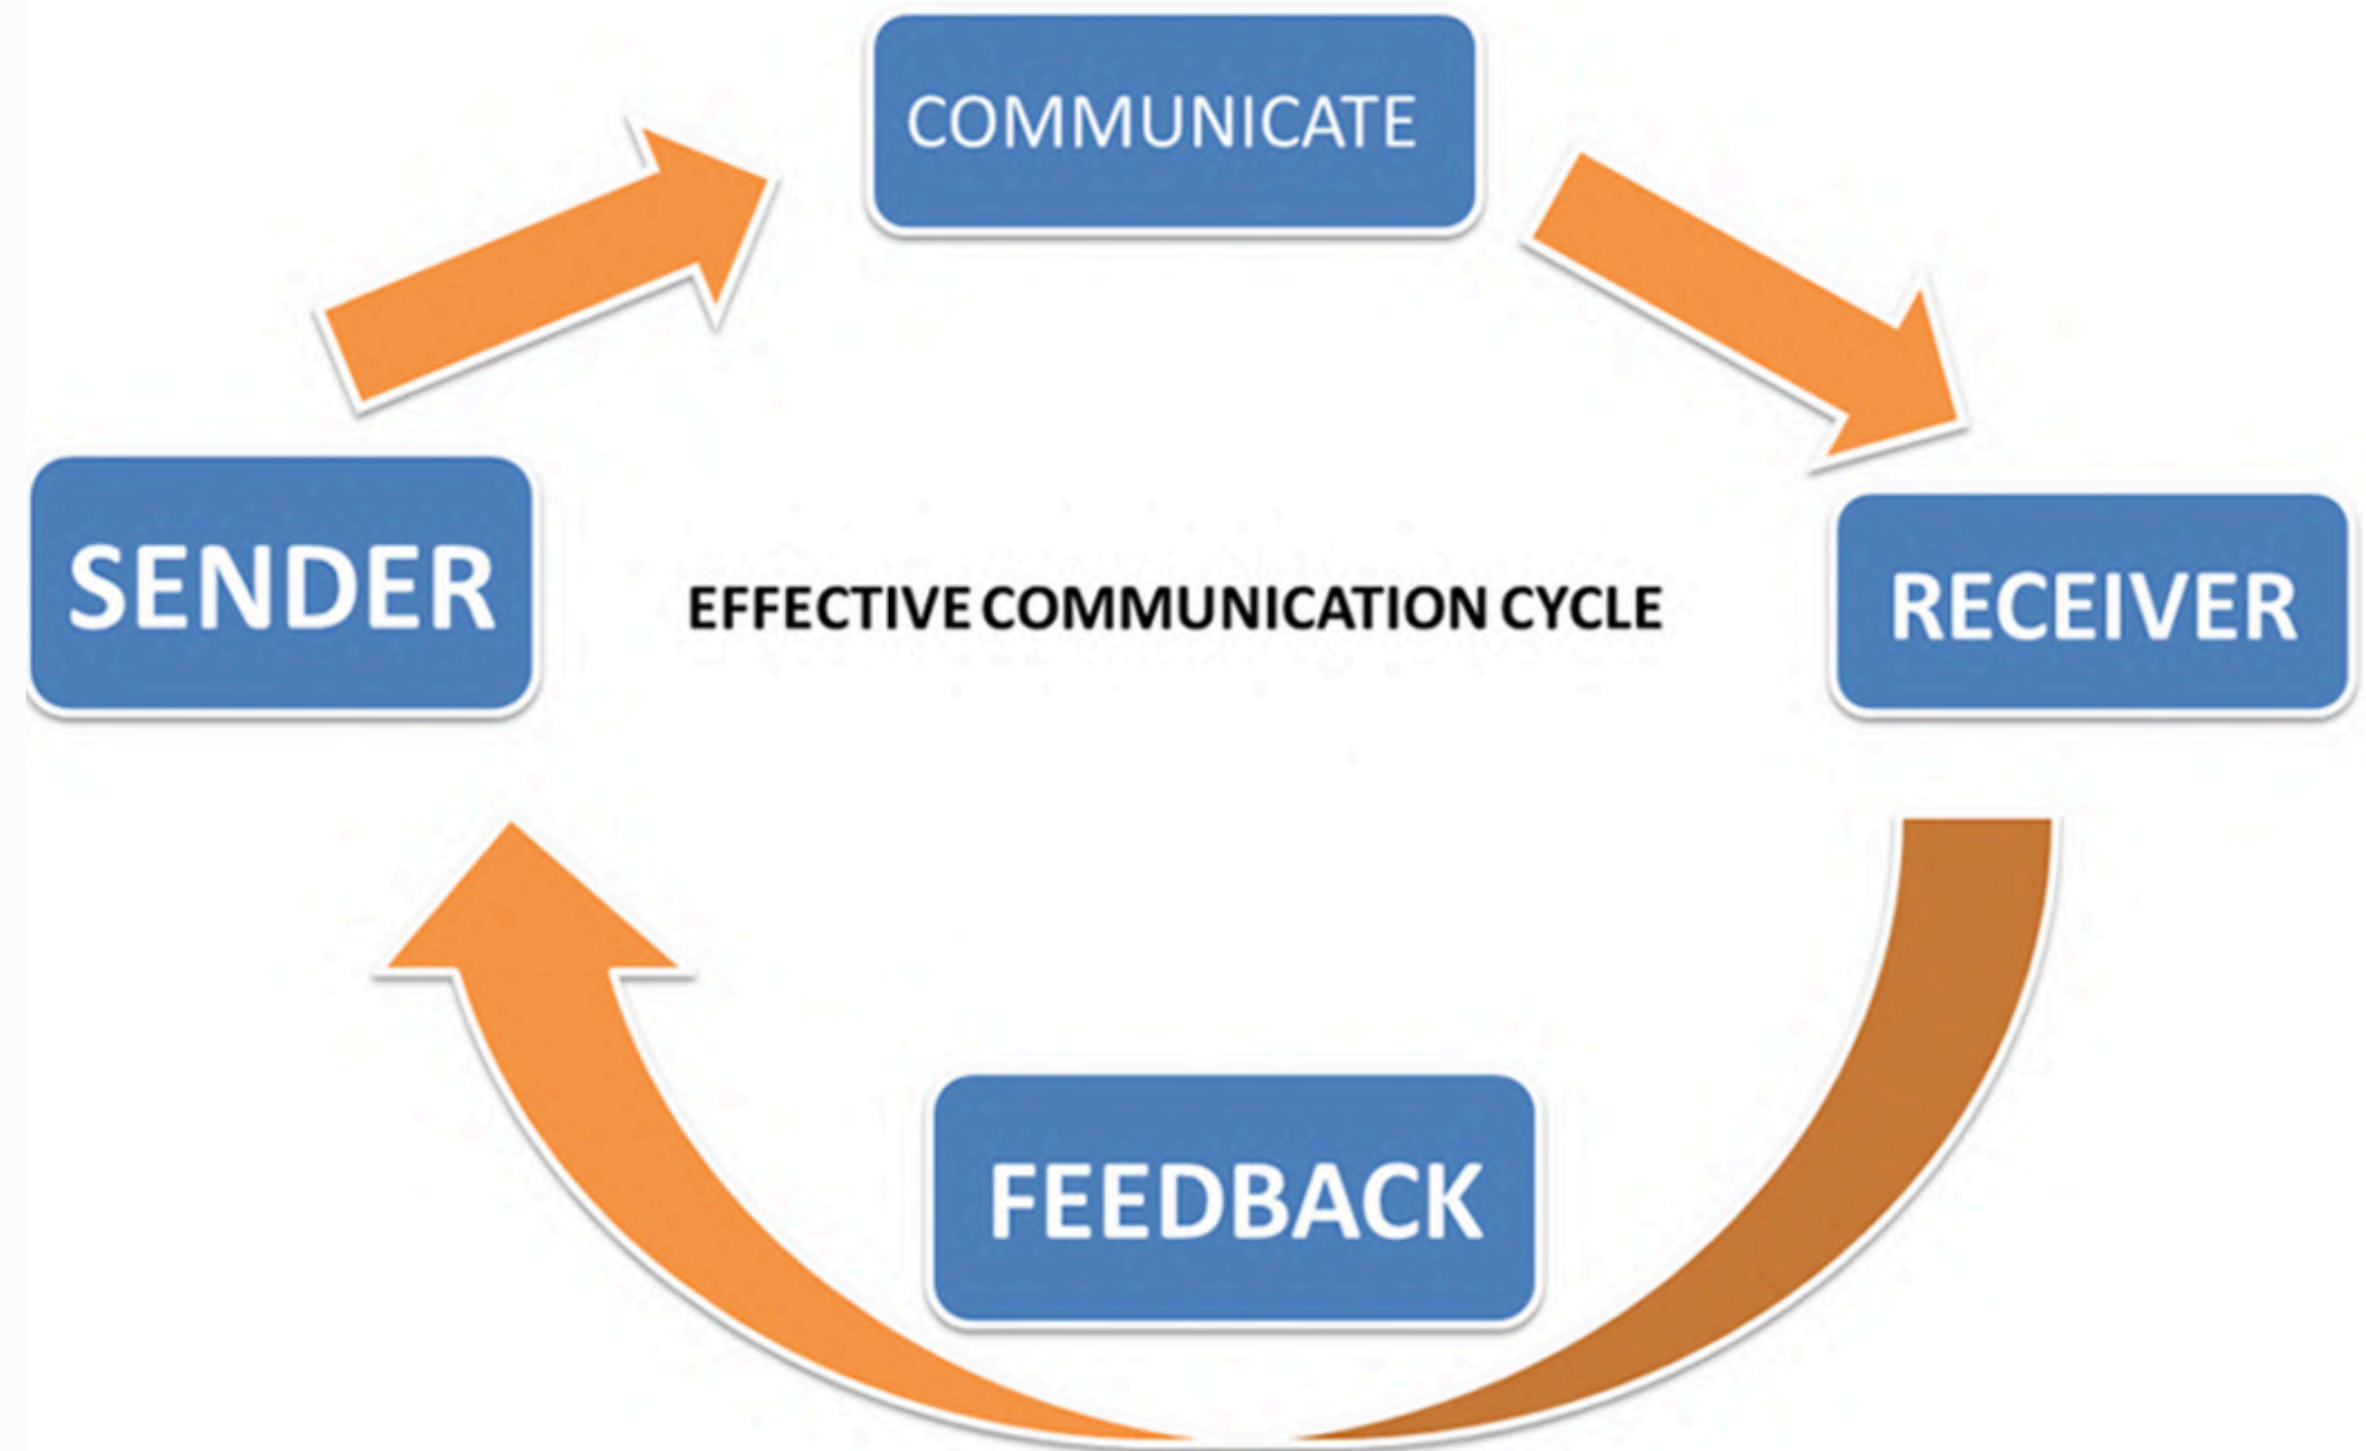 COMMUNICATE
SENDER
EFFECTIVE COMMUNICATION CYCLE
RECEIVER
FEEDBACK